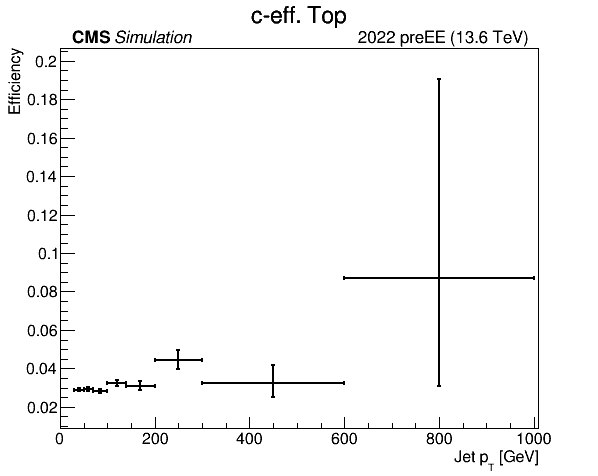 c-eff. Top
CMS Simulation
2022 preEE (13.6 TeV)
Efficiency
0.2
0.18
0.16
0.14
0.12
0.1
0.08
0.06
0.04
0.02
0 200 400 600 800 1000
Jet p_T [GeV]